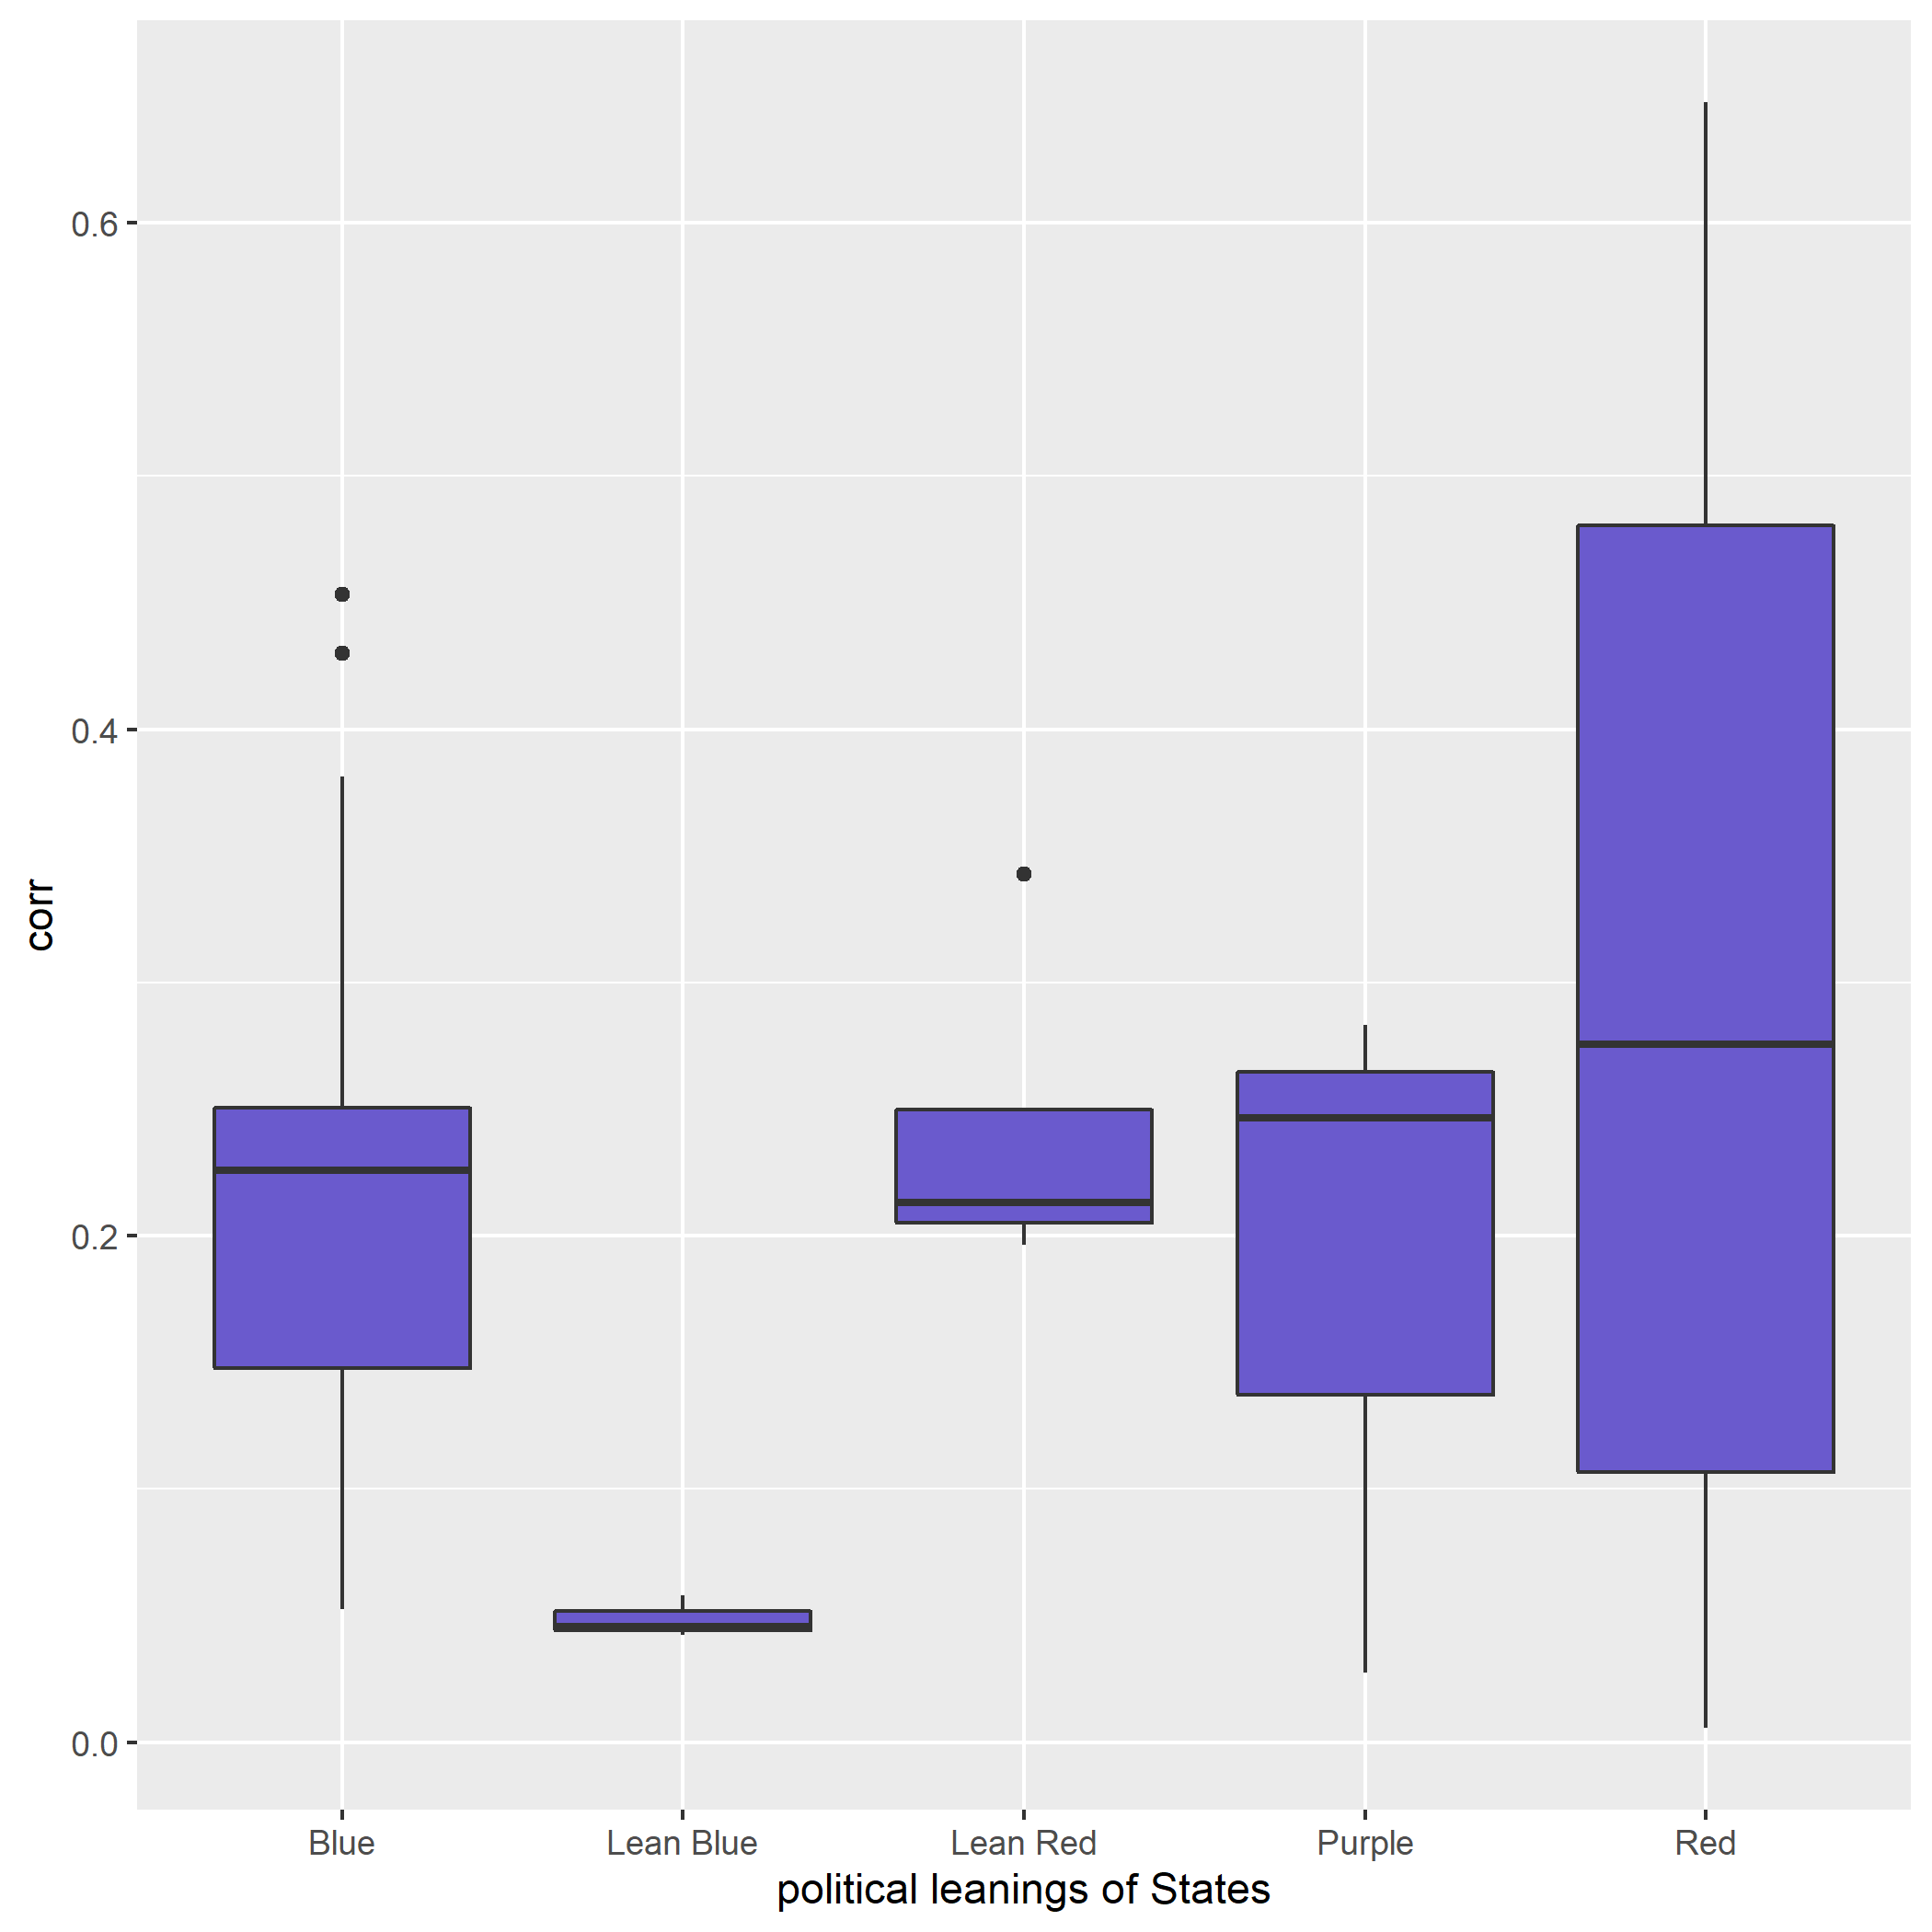 0.6
0.4
0.2
0.0
corr
Blue
Lean Blue
Lean Red
Purple
Red
political leanings of States